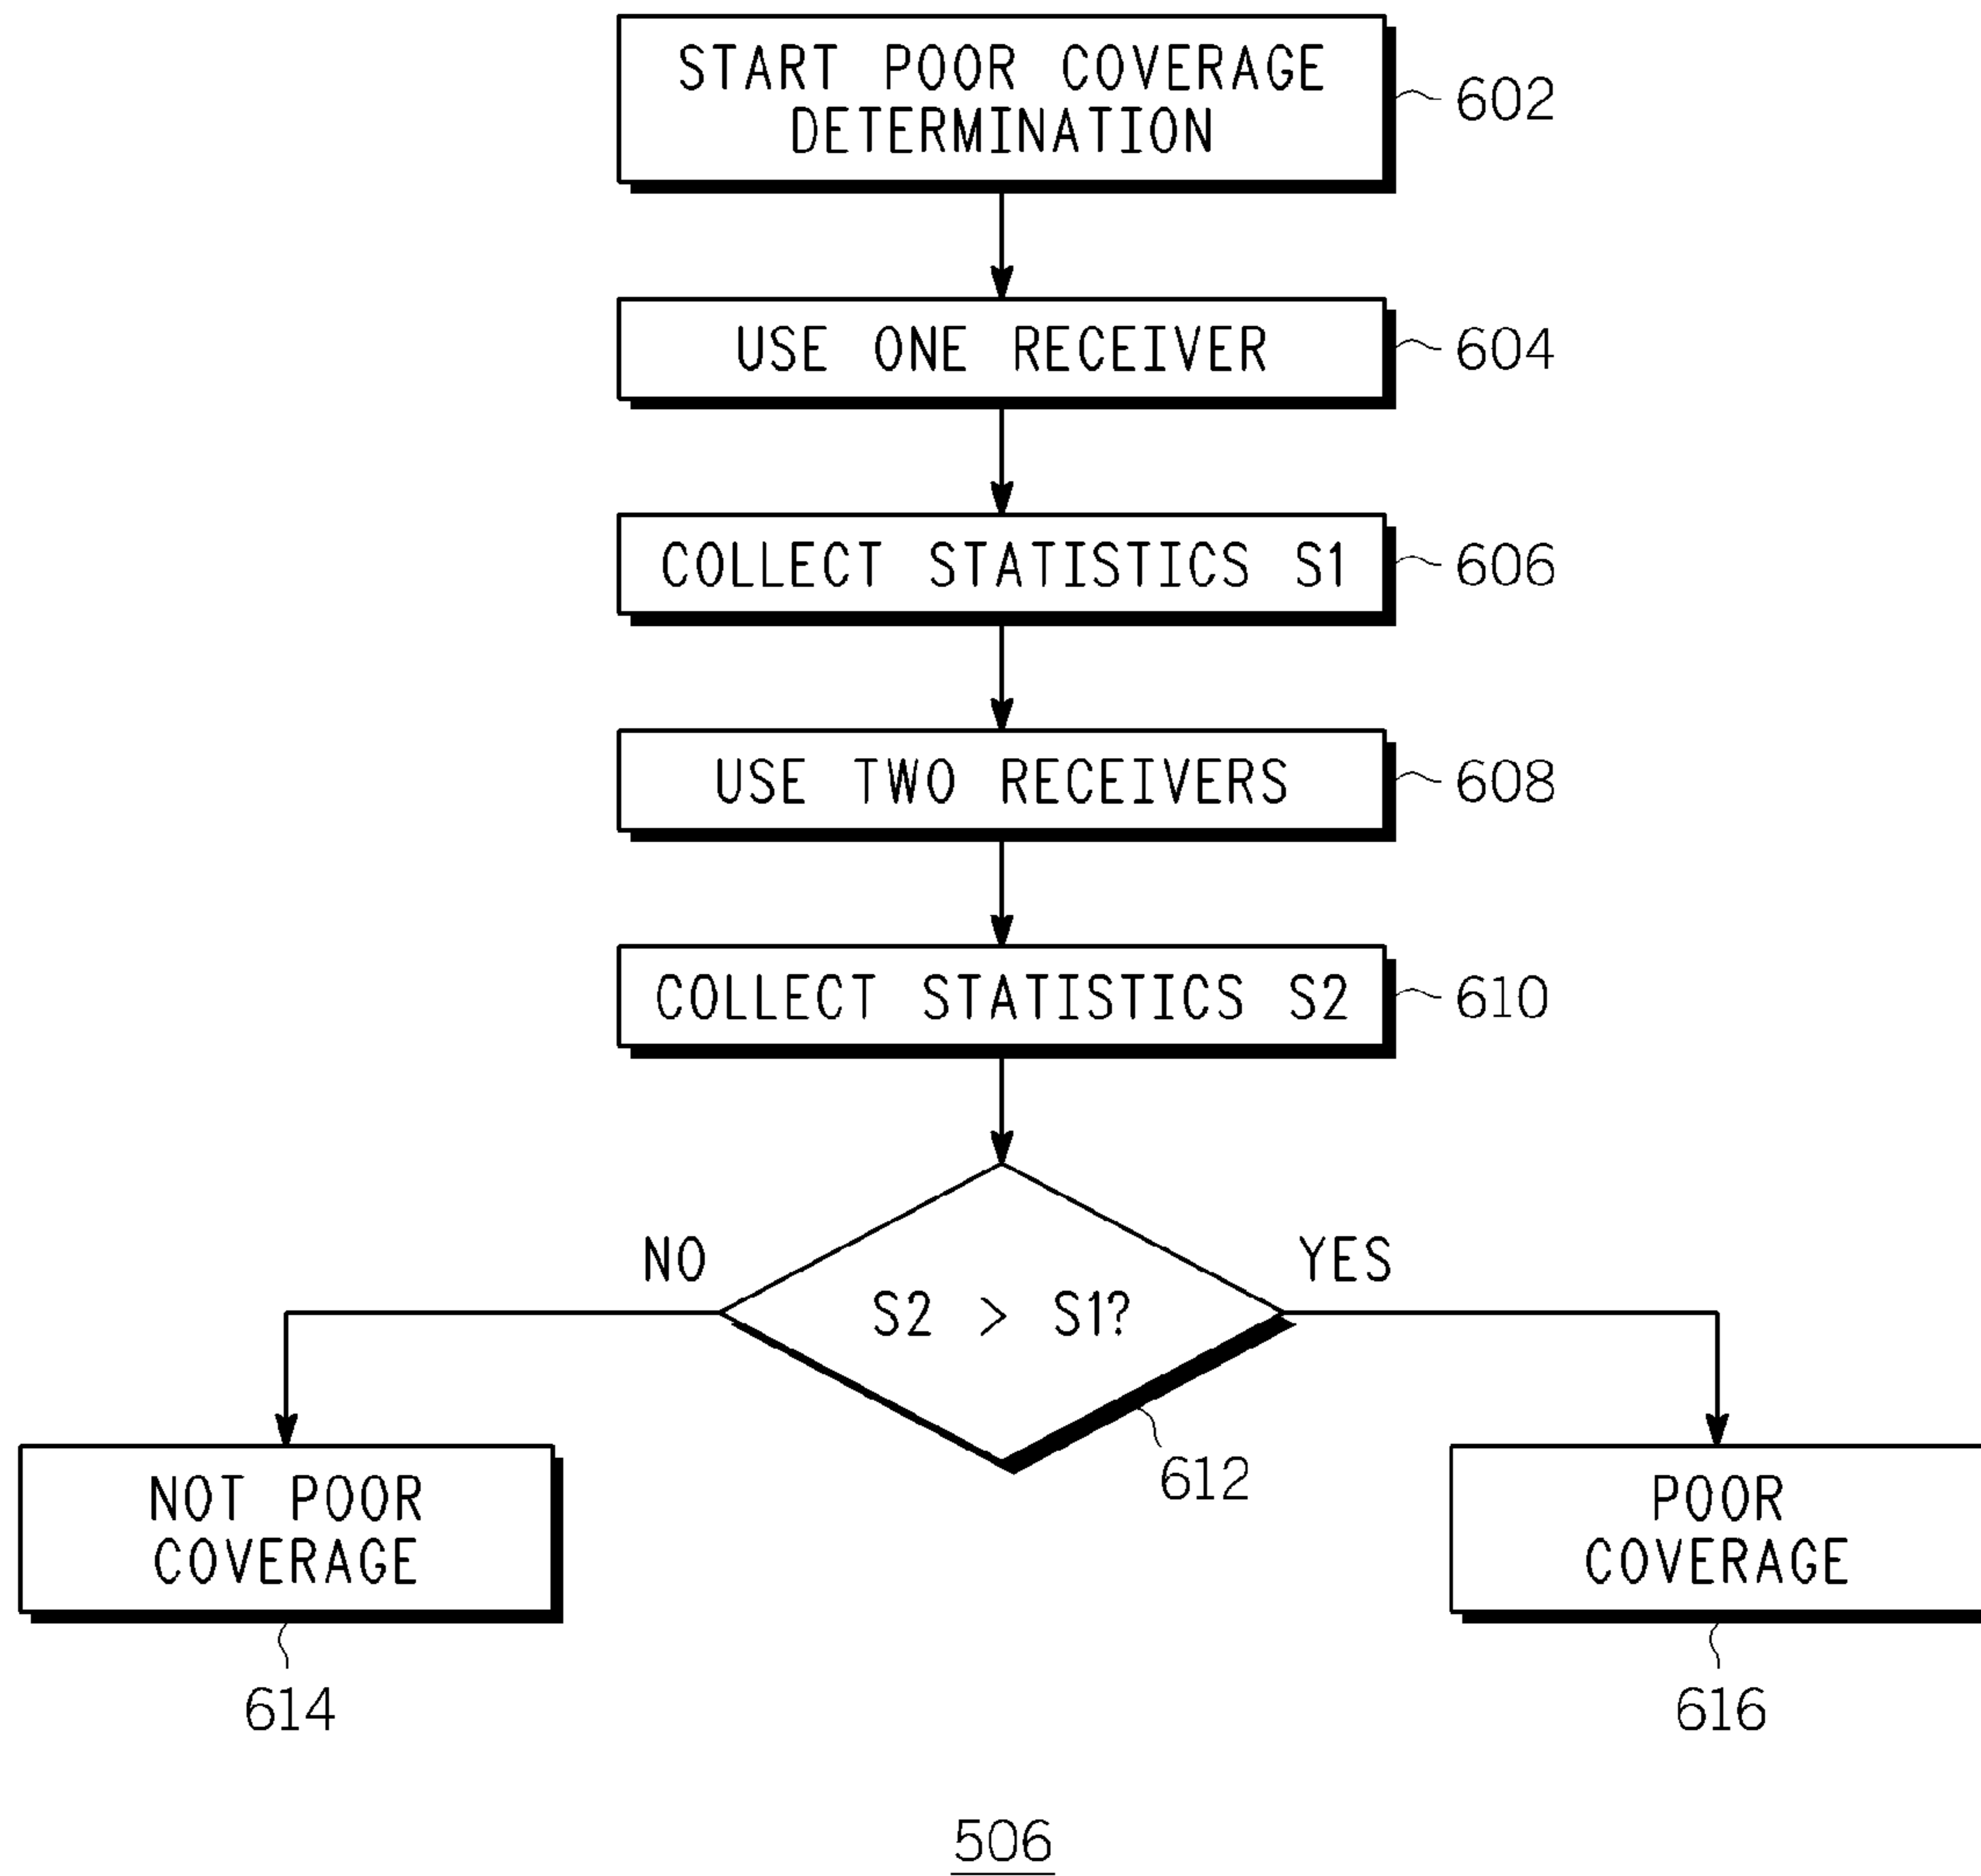 START POOR COVERAGE
DETERMINATION
602
USE ONE RECEIVER
604
COLLECT STATISTICS S1
606
USE TWO RECEIVERS
608
COLLECT STATISTICS S2
610
NO
YES
S2 > S1?
612
NOT POOR
COVERAGE
614
POOR
COVERAGE
616
506